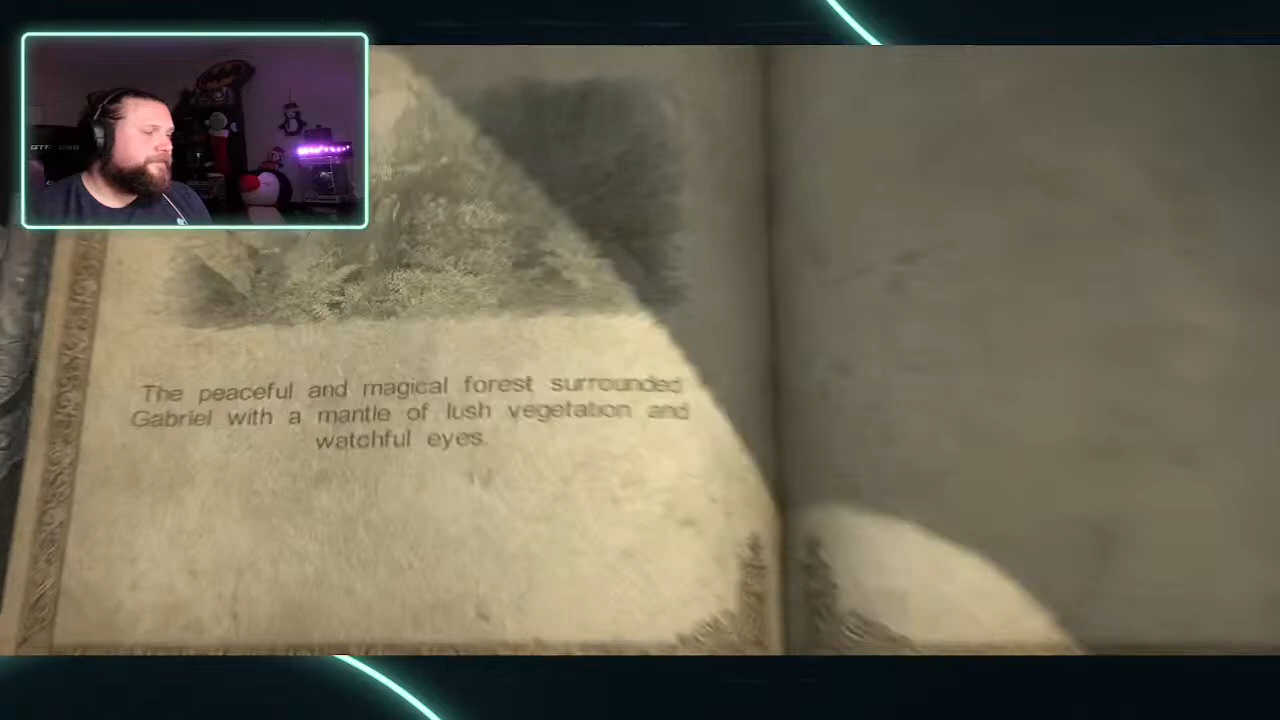 The peaceful and magical forest surrounded
Gabriel with a mantle of lush vegetation and
watchful eyes.